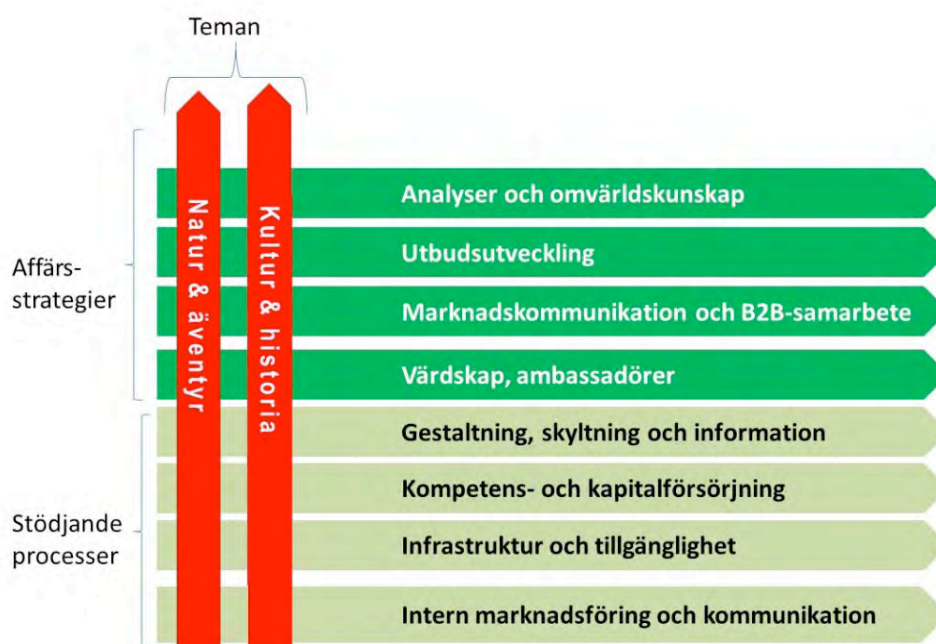 Teman
Natur & äventyr
Kultur & historia
Affärs-
strategier
Analyser och omvärldskunskap
Utbudsutveckling
Marknadskommunikation och B2B-samarbete
Värdskap, ambassadörer
Stödjande
processer
Gestaltning, skyltning och information
Kompetens- och kapitalförsörjning
Infrastruktur och tillgänglighet
Intern marknadsföring och kommunikation